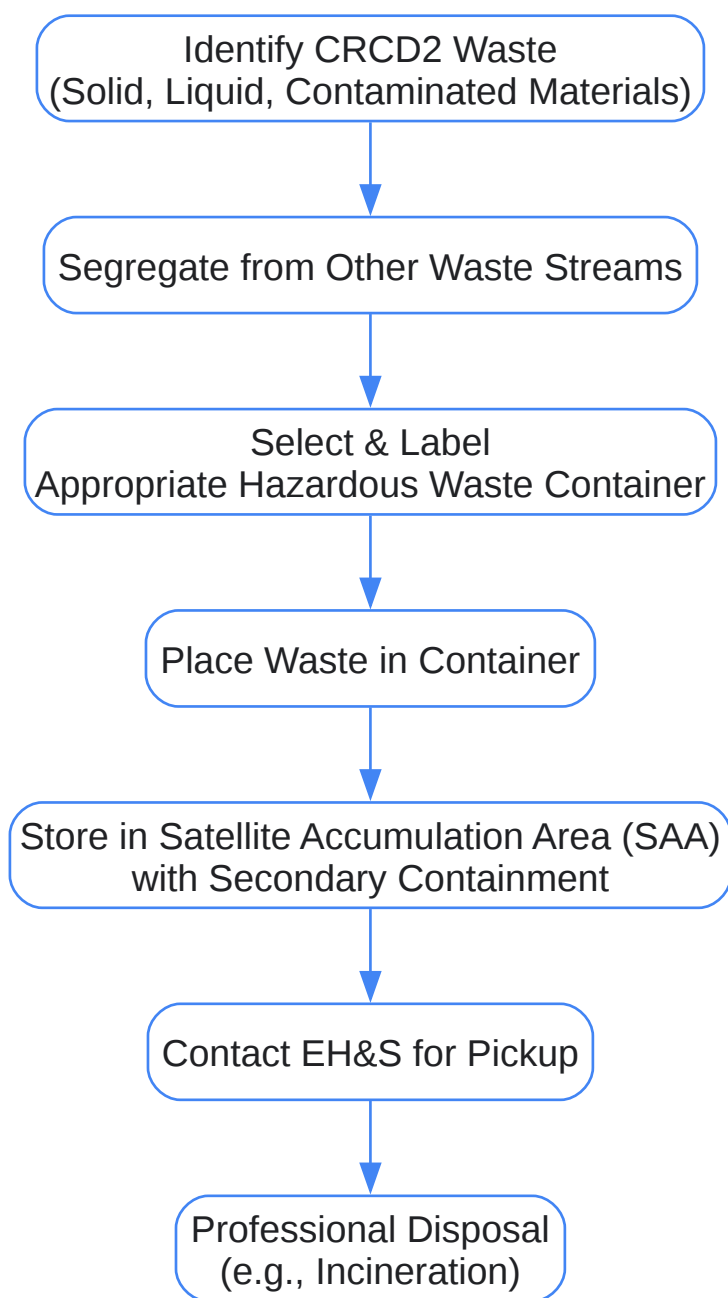 Identify CRCD2 Waste
(Solid, Liquid, Contaminated Materials)
Segregate from Other Waste Streams
Select & Label
Appropriate Hazardous Waste Container
Place Waste in Container
Store in Satellite Accumulation Area (SAA)
with Secondary Containment
Contact EH&S for Pickup
Professional Disposal
(e.g., Incineration)